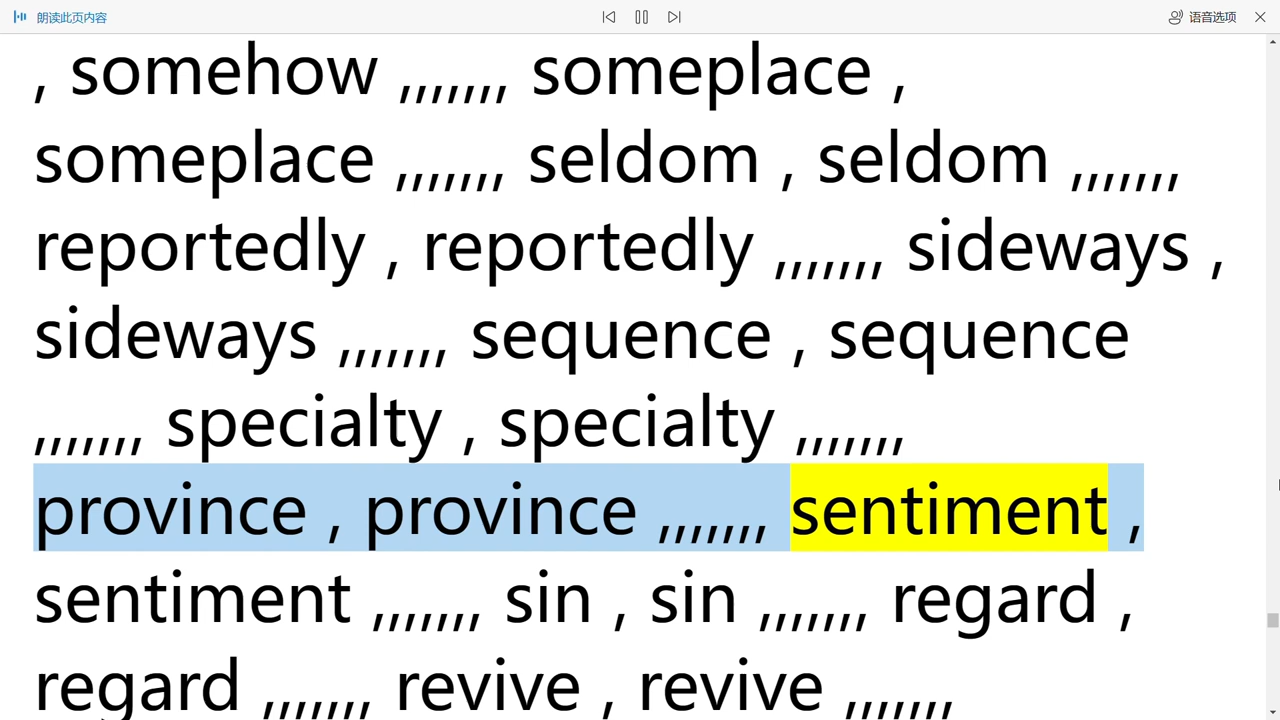 朗读此页内容
语音选项
, somehow ,,,,,,, someplace ,
someplace ,,,,,,, seldom , seldom ,,,,,,,
reportedly , reportedly ,,,,,,, sideways ,
sideways ,,,,,,, sequence , sequence
,,,,,,, specialty , specialty ,,,,,,,
province , province ,,,,,,, sentiment ,
sentiment ,,,,,,, sin , sin ,,,,,,, regard ,
regard ,,,,,,, revive , revive ,,,,,,,